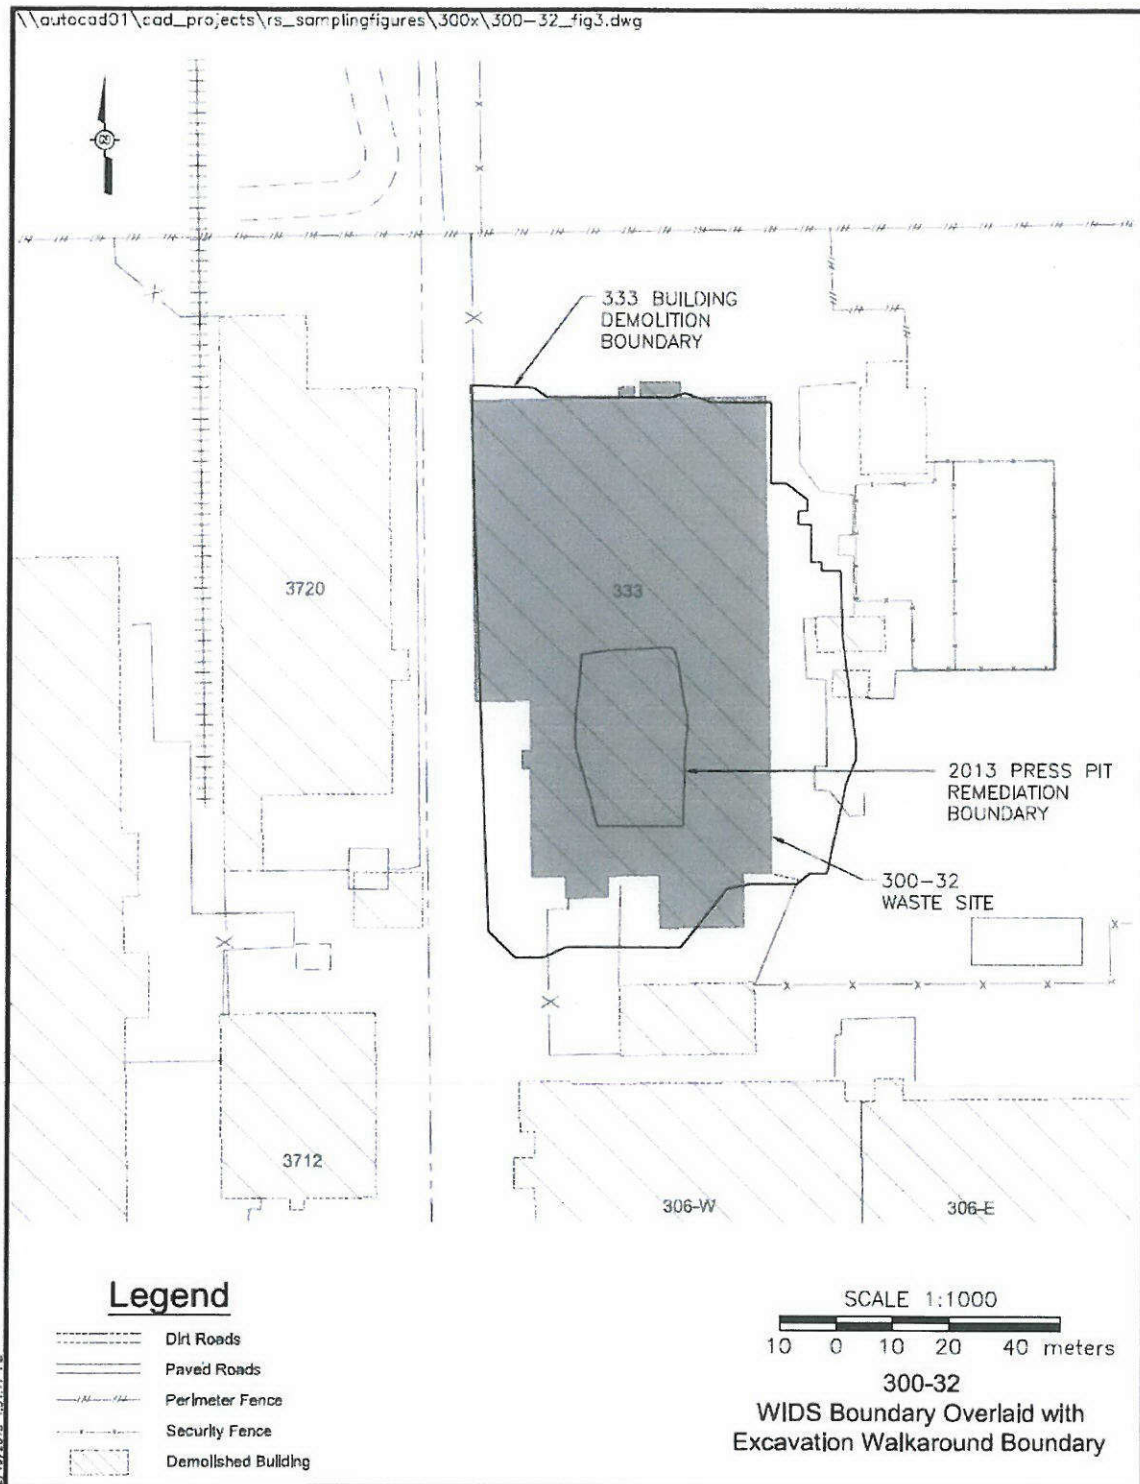 \\autocad01\cad_projects\rs_samplingfigures\300x\300-32_fig3.dwg
333 BUILDING
DEMOLITION
BOUNDARY
3720
333
2013 PRESS PIT
REMEDIATION
BOUNDARY
300-32
WASTE SITE
3712
306-W
306-E
Legend
Dirt Roads
Paved Roads
Perimeter Fence
Security Fence
Demolished Building
SCALE 1:1000
10 0 10 20 40 meters
300-32
WIDS Boundary Overlaid with
Excavation Walkaround Boundary